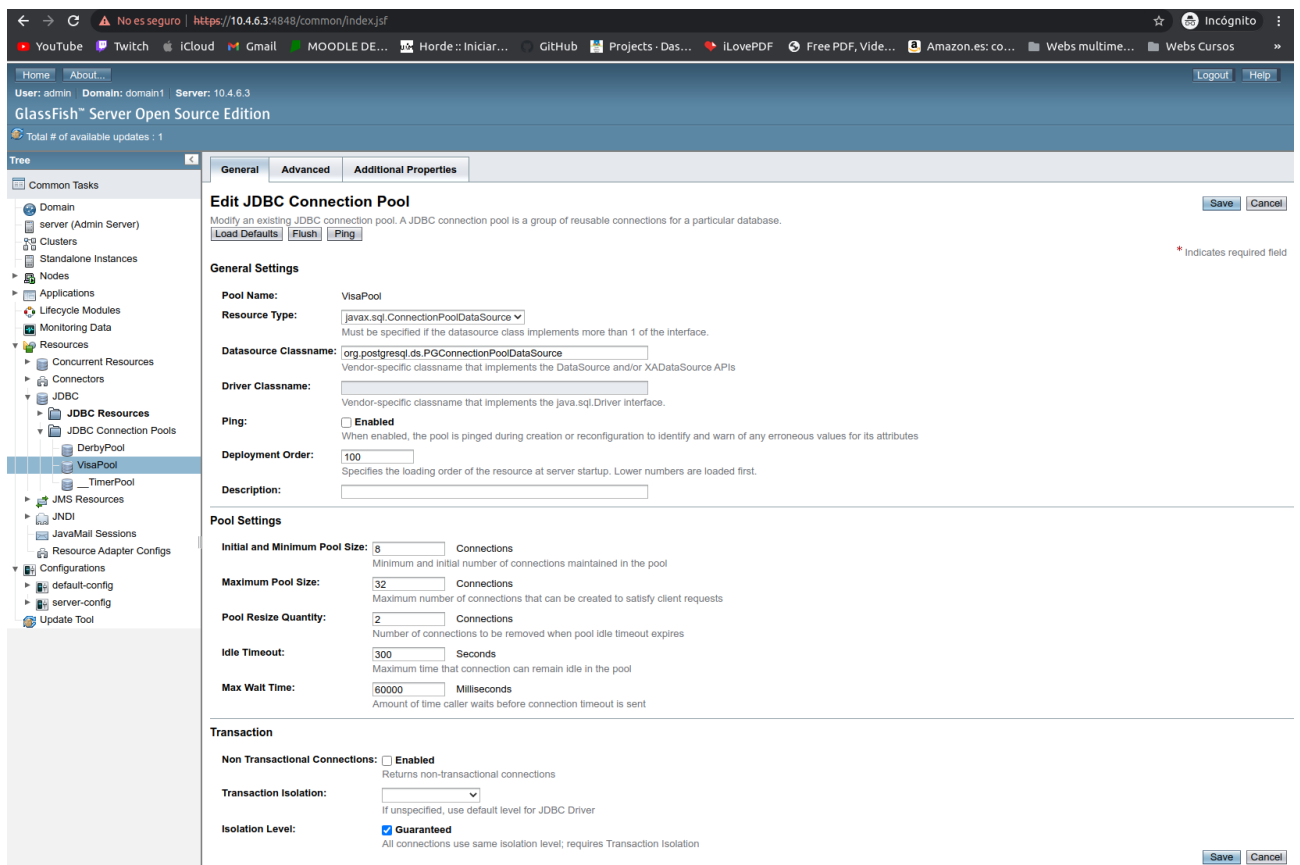 No es seguro | https://10.4.6.3:4848/common/index.jsf
Incógnito
YouTube Twitch iCloud Gmail MOODLE DE... Horde :: Iniciar... GitHub Projects · Das... iLovePDF Free PDF, Vide... Amazon.es: co... Webs multime... Webs Cursos »
Home About... Logout Help
User: admin Domain: domain1 Server: 10.4.6.3
GlassFish™ Server Open Source Edition
Total # of available updates : 1
Tree
Common Tasks
Domain
server (Admin Server)
Clusters
Standalone Instances
Nodes
Applications
Lifecycle Modules
Monitoring Data
Resources
Concurrent Resources
Connectors
JDBC
JDBC Resources
JDBC Connection Pools
DerbyPool
VisaPool
__TimerPool
JMS Resources
JNDI
JavaMail Sessions
Resource Adapter Configs
Configurations
default-config
server-config
Update Tool
General Advanced Additional Properties
Edit JDBC Connection Pool
Save Cancel
Modify an existing JDBC connection pool. A JDBC connection pool is a group of reusable connections for a particular database.
Load Defaults Flush Ping
* Indicates required field
General Settings
Pool Name: VisaPool
Resource Type: javax.sql.ConnectionPoolDataSource
Must be specified if the datasource class implements more than 1 of the interface.
Datasource Classname: org.postgresql.ds.PGConnectionPoolDataSource
Vendor-specific classname that implements the DataSource and/or XADataSource APIs
Driver Classname:
Vendor-specific classname that implements the java.sql.Driver interface.
Ping: Enabled
When enabled, the pool is pinged during creation or reconfiguration to identify and warn of any erroneous values for its attributes
Deployment Order: 100
Specifies the loading order of the resource at server startup. Lower numbers are loaded first.
Description:
Pool Settings
Initial and Minimum Pool Size: 8 Connections
Minimum and initial number of connections maintained in the pool
Maximum Pool Size: 32 Connections
Maximum number of connections that can be created to satisfy client requests
Pool Resize Quantity: 2 Connections
Number of connections to be removed when pool idle timeout expires
Idle Timeout: 300 Seconds
Maximum time that connection can remain idle in the pool
Max Wait Time: 60000 Milliseconds
Amount of time caller waits before connection timeout is sent
Transaction
Non Transactional Connections: Enabled
Returns non-transactional connections
Transaction Isolation:
If unspecified, use default level for JDBC Driver
Isolation Level: Guaranteed
All connections use same isolation level; requires Transaction Isolation
Save Cancel